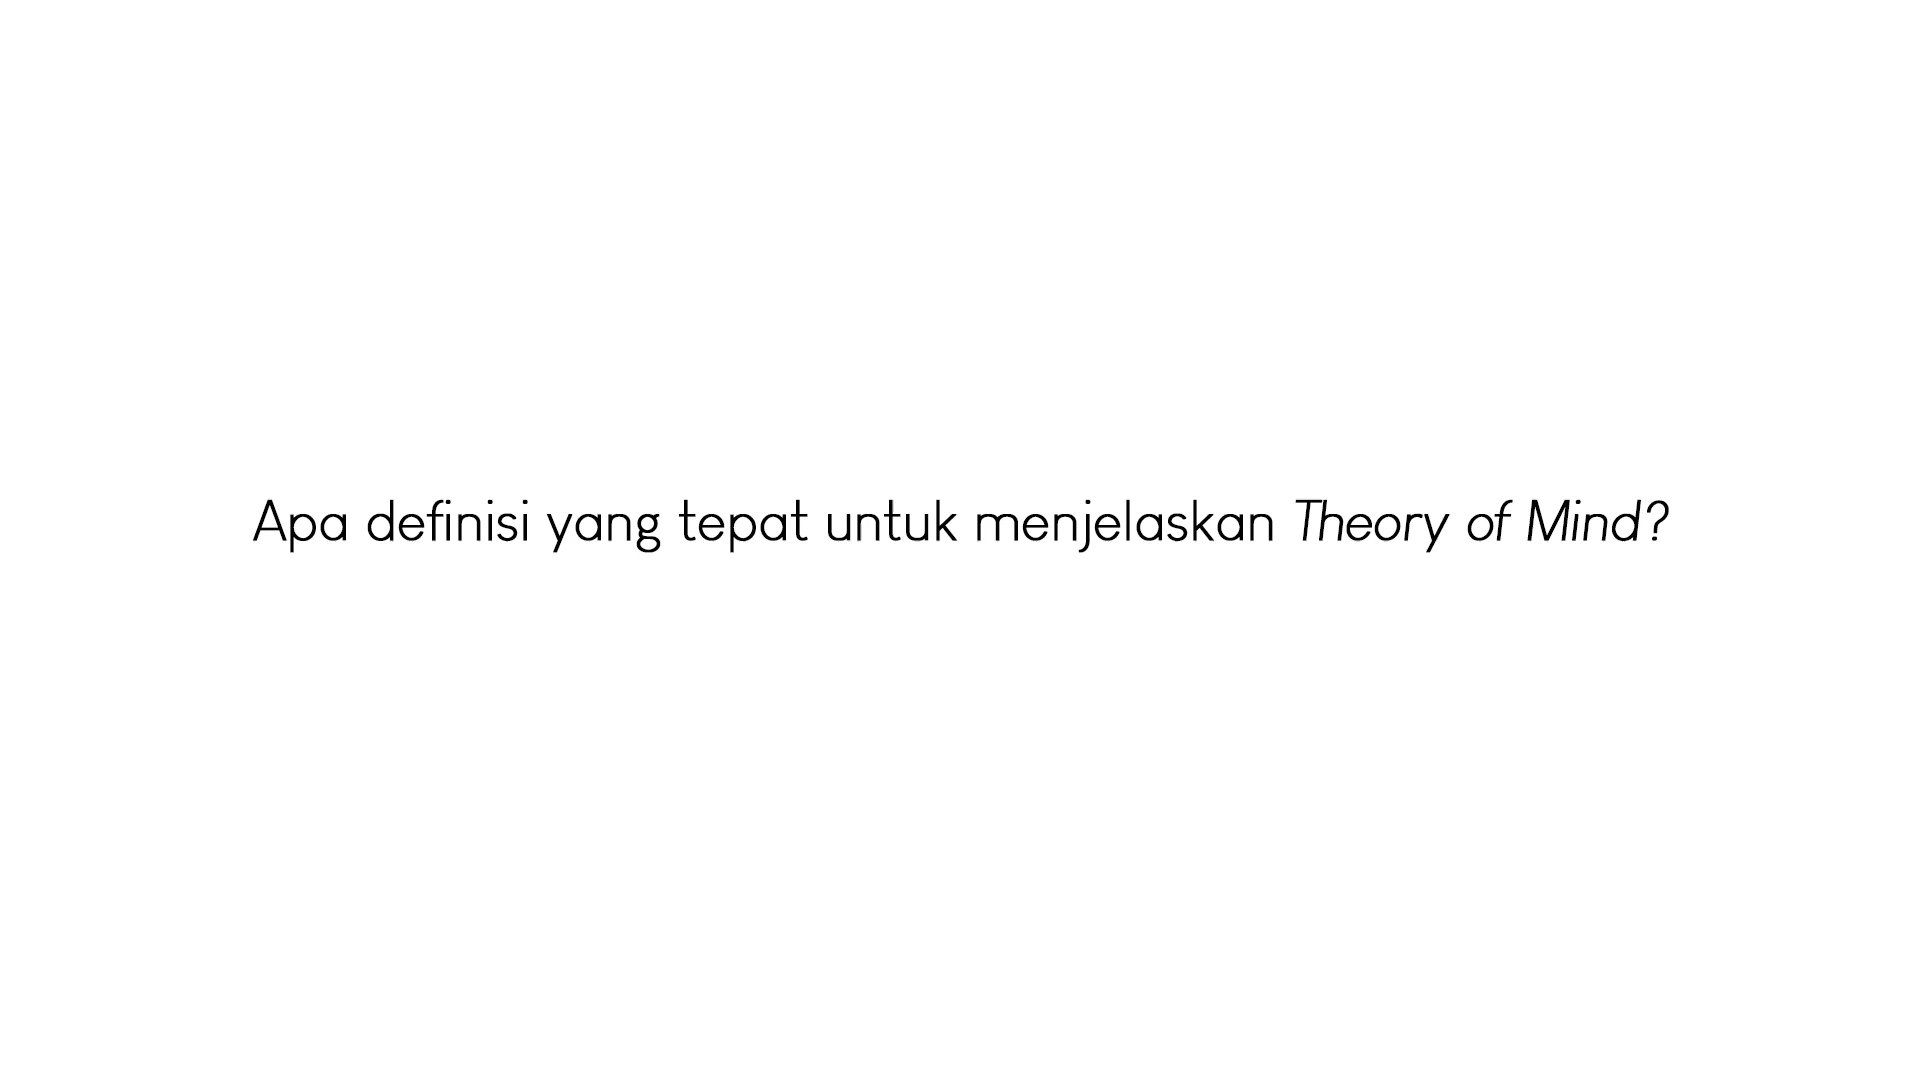 Apa definisi yang tepat untuk menjelaskan Theory of Mind?